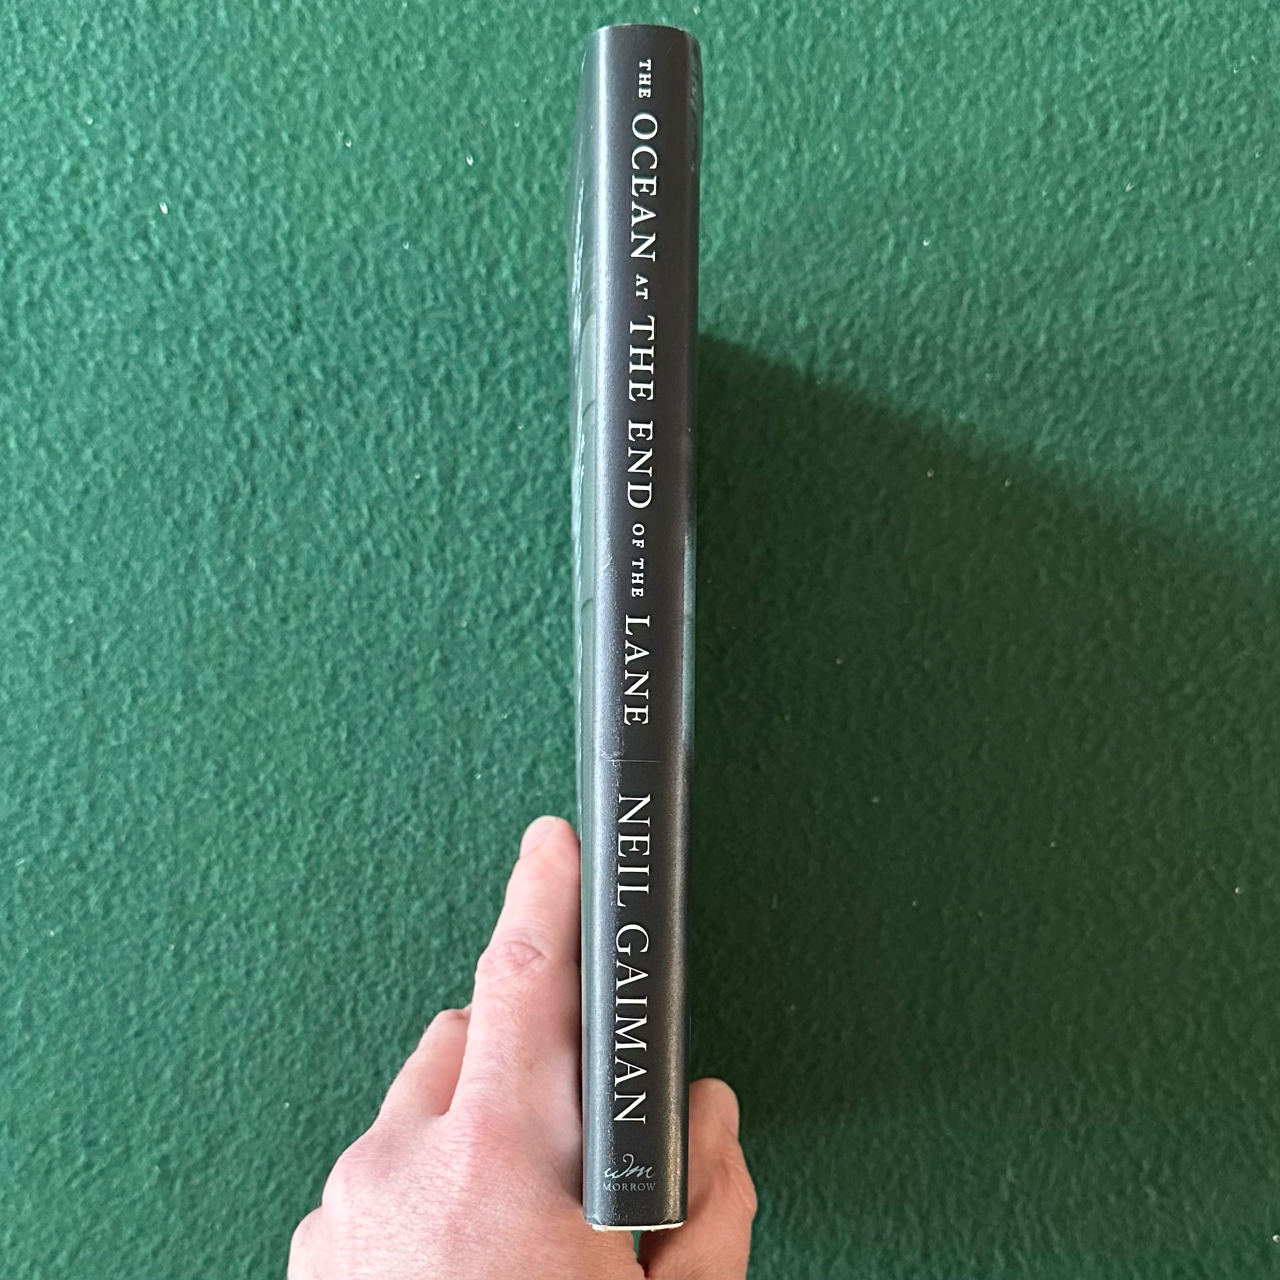 THE OCEAN AT THE END OF THE LANE | NEIL GAIMAN
Wm
MORROW